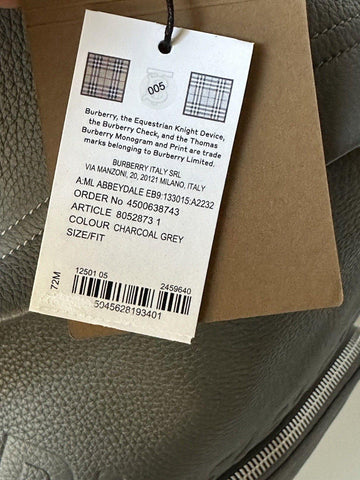 005
Burberry, the Equestrian Knight Device,
the Burberry Check, and the Thomas
Burberry Monogram and Print are trade
marks belonging to Burberry Limited.
BURBERRY ITALY SRL
VIA MANZONI, 20, 20121 MILANO, ITALY
A:ML ABBEYDALE EB9:133015:A2232
ORDER No 4500638743
ARTICLE 8052873 1
COLOUR CHARCOAL GREY
SIZE/FIT
72M
12501 05
2459640
5045628193401